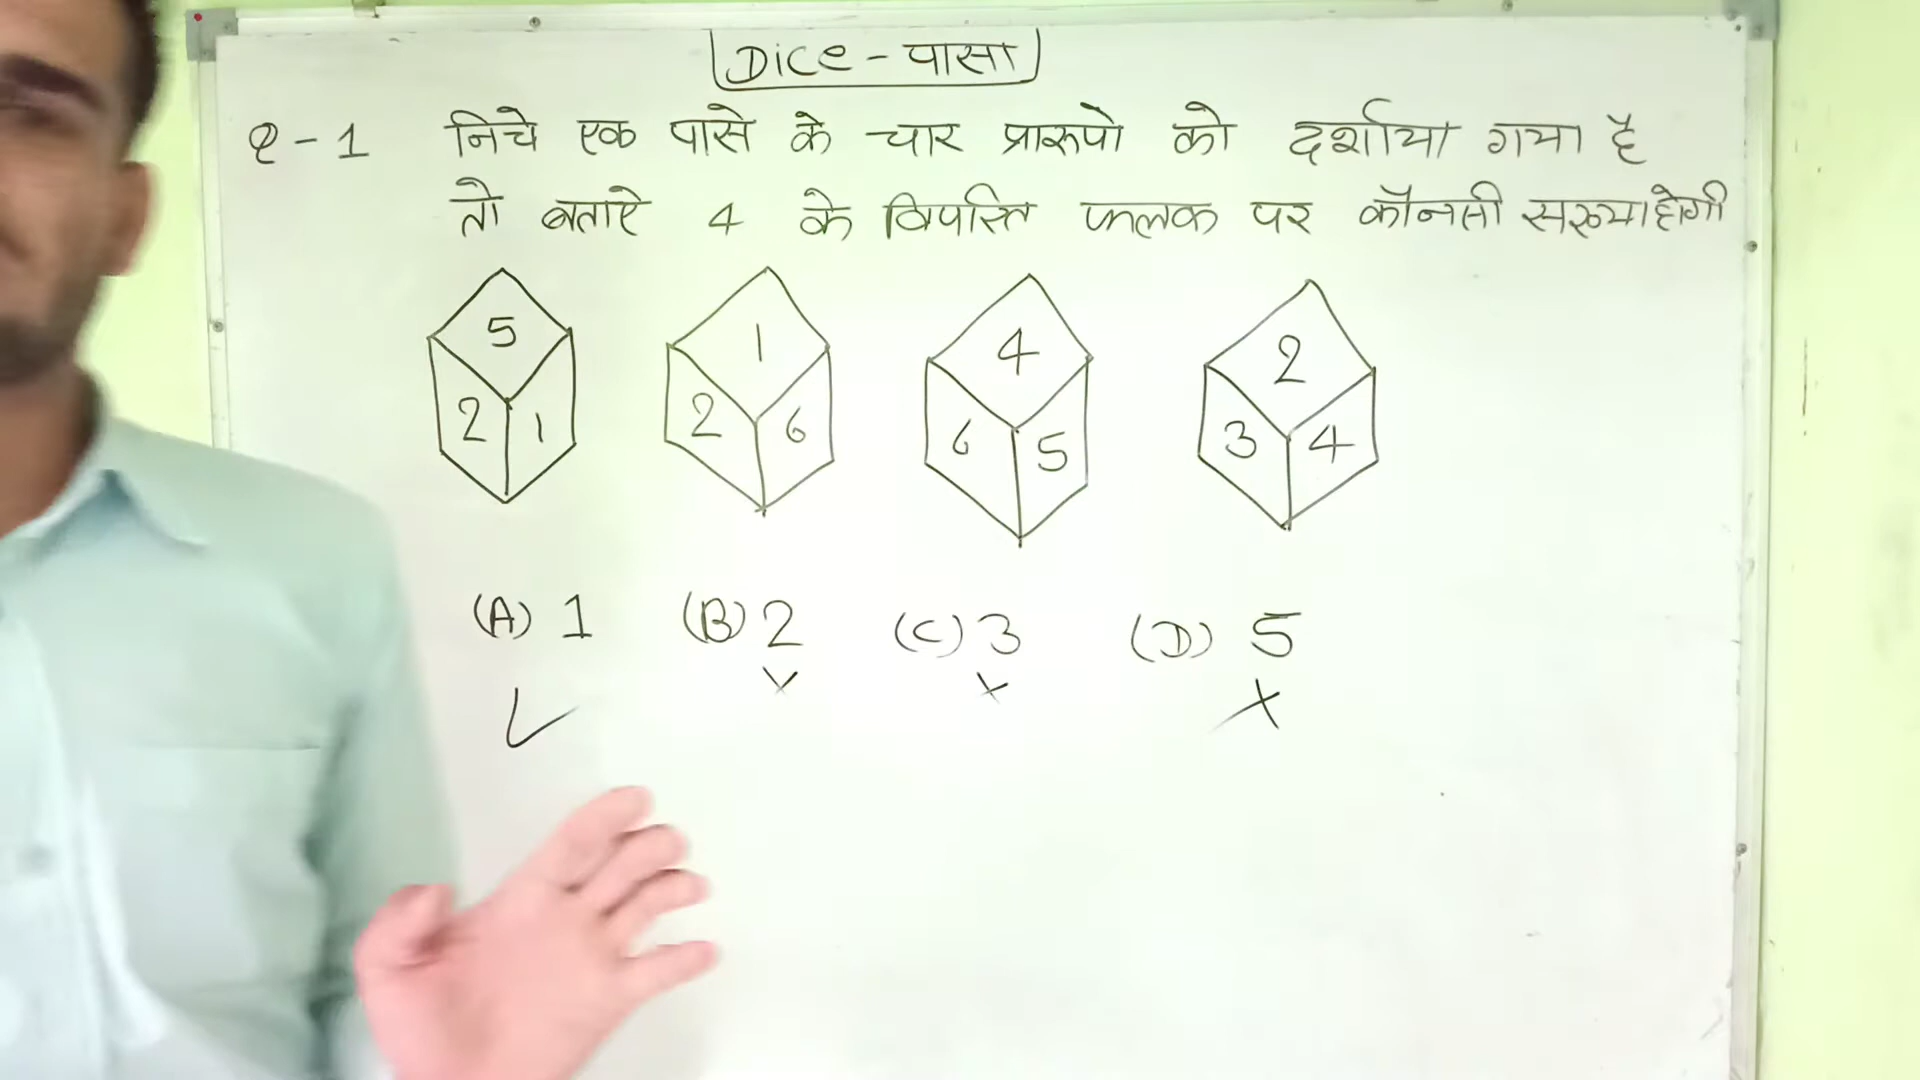 Dice - पासा
Q - 1 निचे एक पासे के चार प्रारूपो को दर्शाया गया है
तो बताऐ 4 के विपरित फलक पर कौनसी सख्या होगी
5 1 4 2
2 1 2 6 6 5 3 4
(A) 1 (B) 2 (C) 3 (D) 5